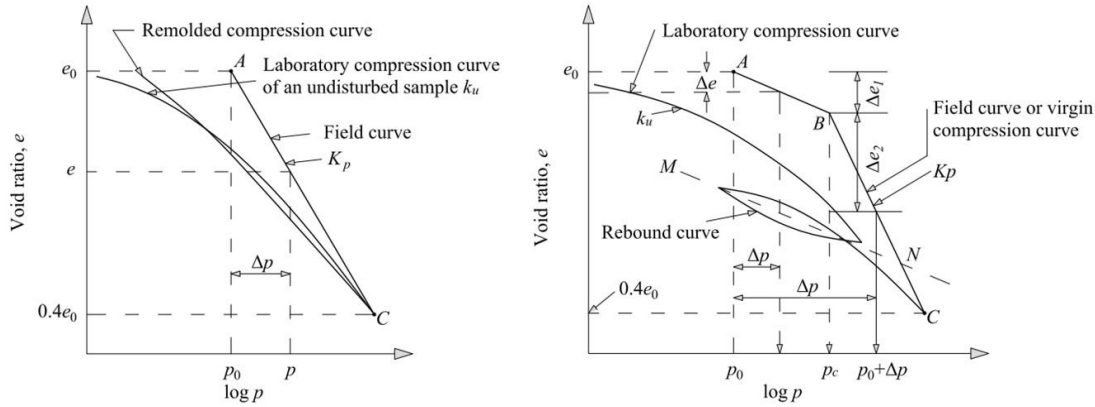 Remolded compression curve
Laboratory compression curve
of an undisturbed sample kᵤ
e₀
A
Field curve
Kₚ
e
Void ratio, e
Δp
0.4e₀
C
p₀
p
log p
Laboratory compression curve
e₀
A
Δe
Δe₁
kᵤ
B
Field curve or virgin
compression curve
Δe₂
Kp
M
Void ratio, e
Rebound curve
N
Δp
Δp
0.4e₀
C
p₀
p꜀
p₀+Δp
log p